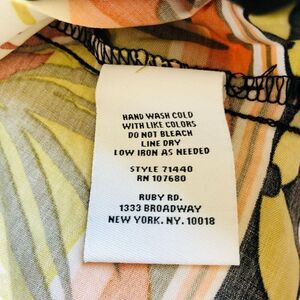 HAND WASH COLD
WITH LIKE COLORS
DO NOT BLEACH
LINE DRY
LOW IRON AS NEEDED
STYLE 71440
RN 107680
RUBY RD.
1333 BROADWAY
NEW YORK. NY. 10018